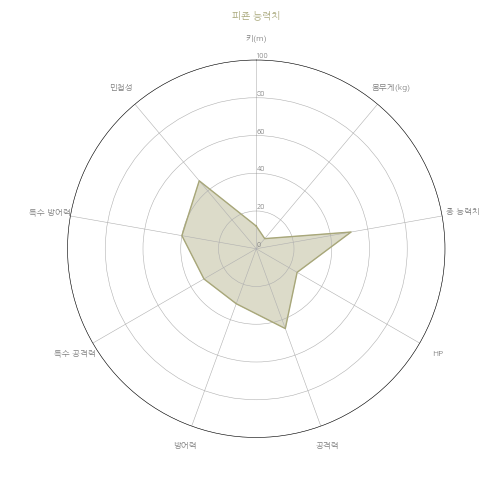 피죤 능력치
키(m)
100
80
60
40
20
0
몸무게(kg)
총 능력치
HP
공격력
방어력
특수 공격력
특수 방어력
민첩성